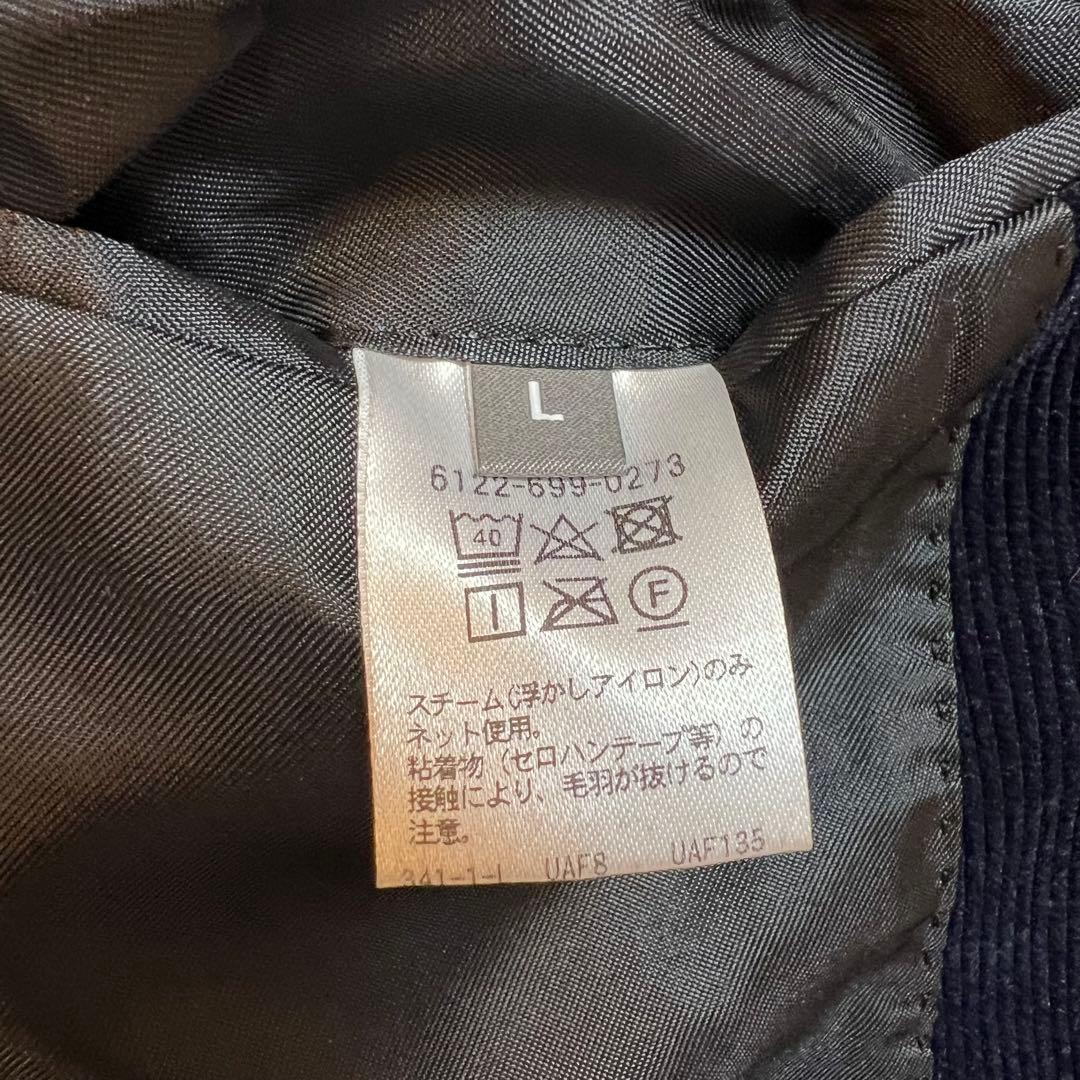 L
6122-699-0273
40
F
スチーム(浮かしアイロン)のみ
ネット使用。
粘着物(セロハンテープ等)の
接触により、毛羽が抜けるので
注意。
341-1-L UAF8 UAF135